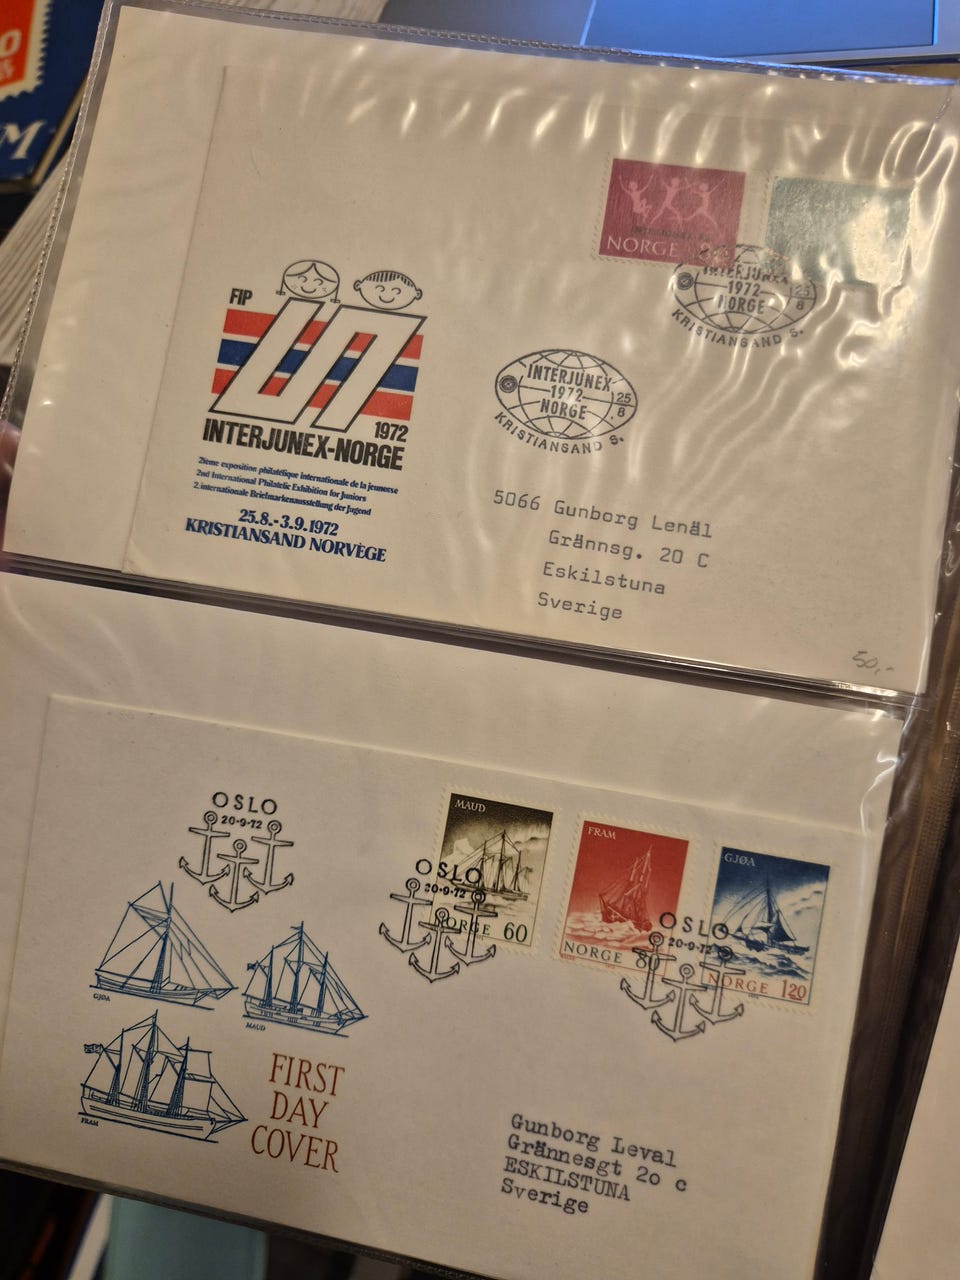 M
NORGE
INTERJUNEX
1972
NORGE
25
8
KRISTIANSAND S.
FIP
1972
INTERJUNEX-NORGE
2ième exposition philatélique internationale de la jeunesse
2nd International Philatelic Exhibition for Juniors
2. internationale Briefmarkenausstellung der Jugend
25.8.-3.9.1972
KRISTIANSAND NORVÈGE
INTERJUNEX
1972
NORGE
25
8
KRISTIANSAND S.
5066 Gunborg Lenäl
Grännsg. 20 C
Eskilstuna
Sverige
50,-
OSLO
20-9-72
MAUD
NORGE 60
FRAM
NORGE 80
GJØA
NORGE 120
OSLO
20-9-72
OSLO
20-9-72
GJØA
MAUD
FRAM
FIRST
DAY
COVER
Gunborg Leval
Grännesgt 2o c
ESKILSTUNA
Sverige